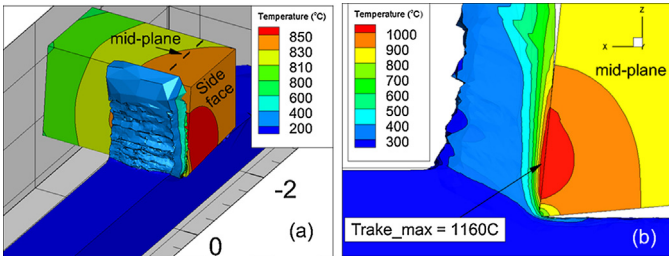 Temperature (°C)
850
830
810
800
600
400
200
mid-plane
Side
face
-2
0
(a)
Temperature (°C)
1000
900
800
700
600
500
400
300
z
x
mid-plane
Trake_max = 1160C
(b)